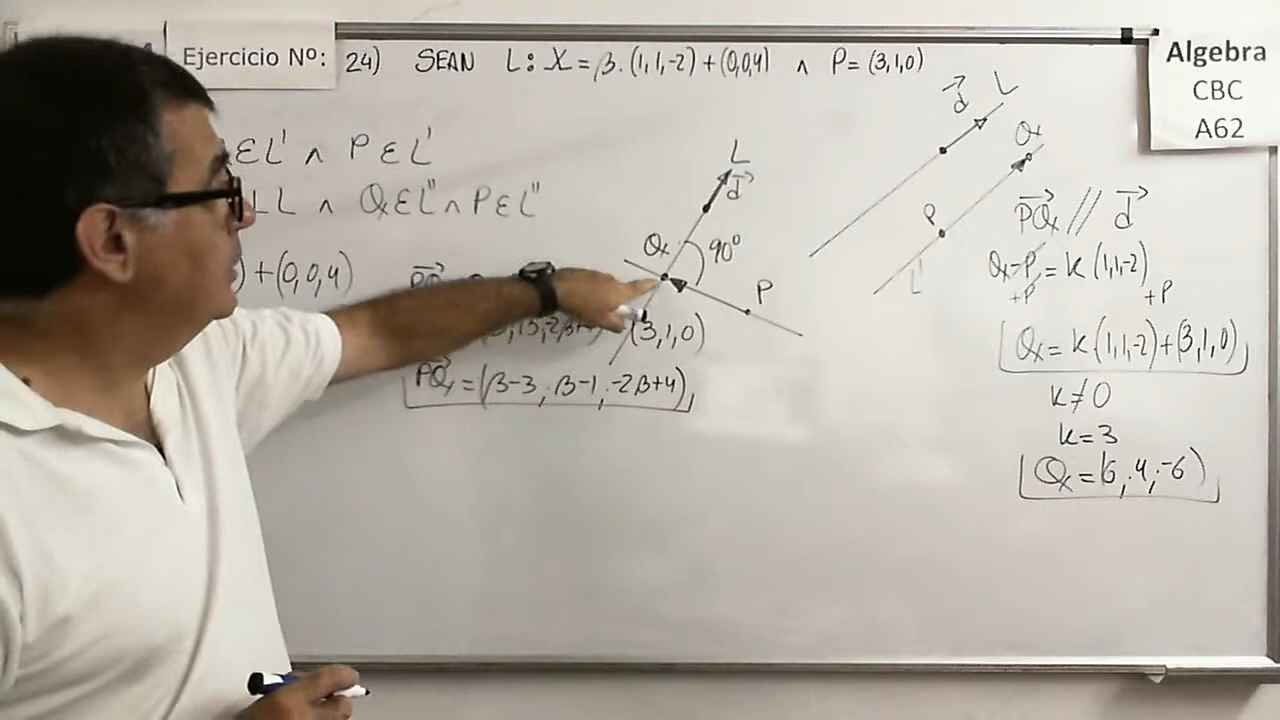 Ejercicio Nº: 24) SEAN L: X = β.(1,1,-2)+(0,0,4) ∧ P=(3,1,0)
Algebra
CBC
A62
εL' ∧ P ε L'
L ∧ Qx ε L'' ∧ P ε L''
)+(0,0,4)
(3,1,0)
PQx = (β-3, β-1, -2β+4)
L
d
Qx
90º
P
d L
Qx
P
L'
PQx // d
Qx-P = k(1,1,-2)
+P +P
Qx = k(1,1,-2)+(3,1,0)
k≠0
k=3
Qx = (6,4,-6)